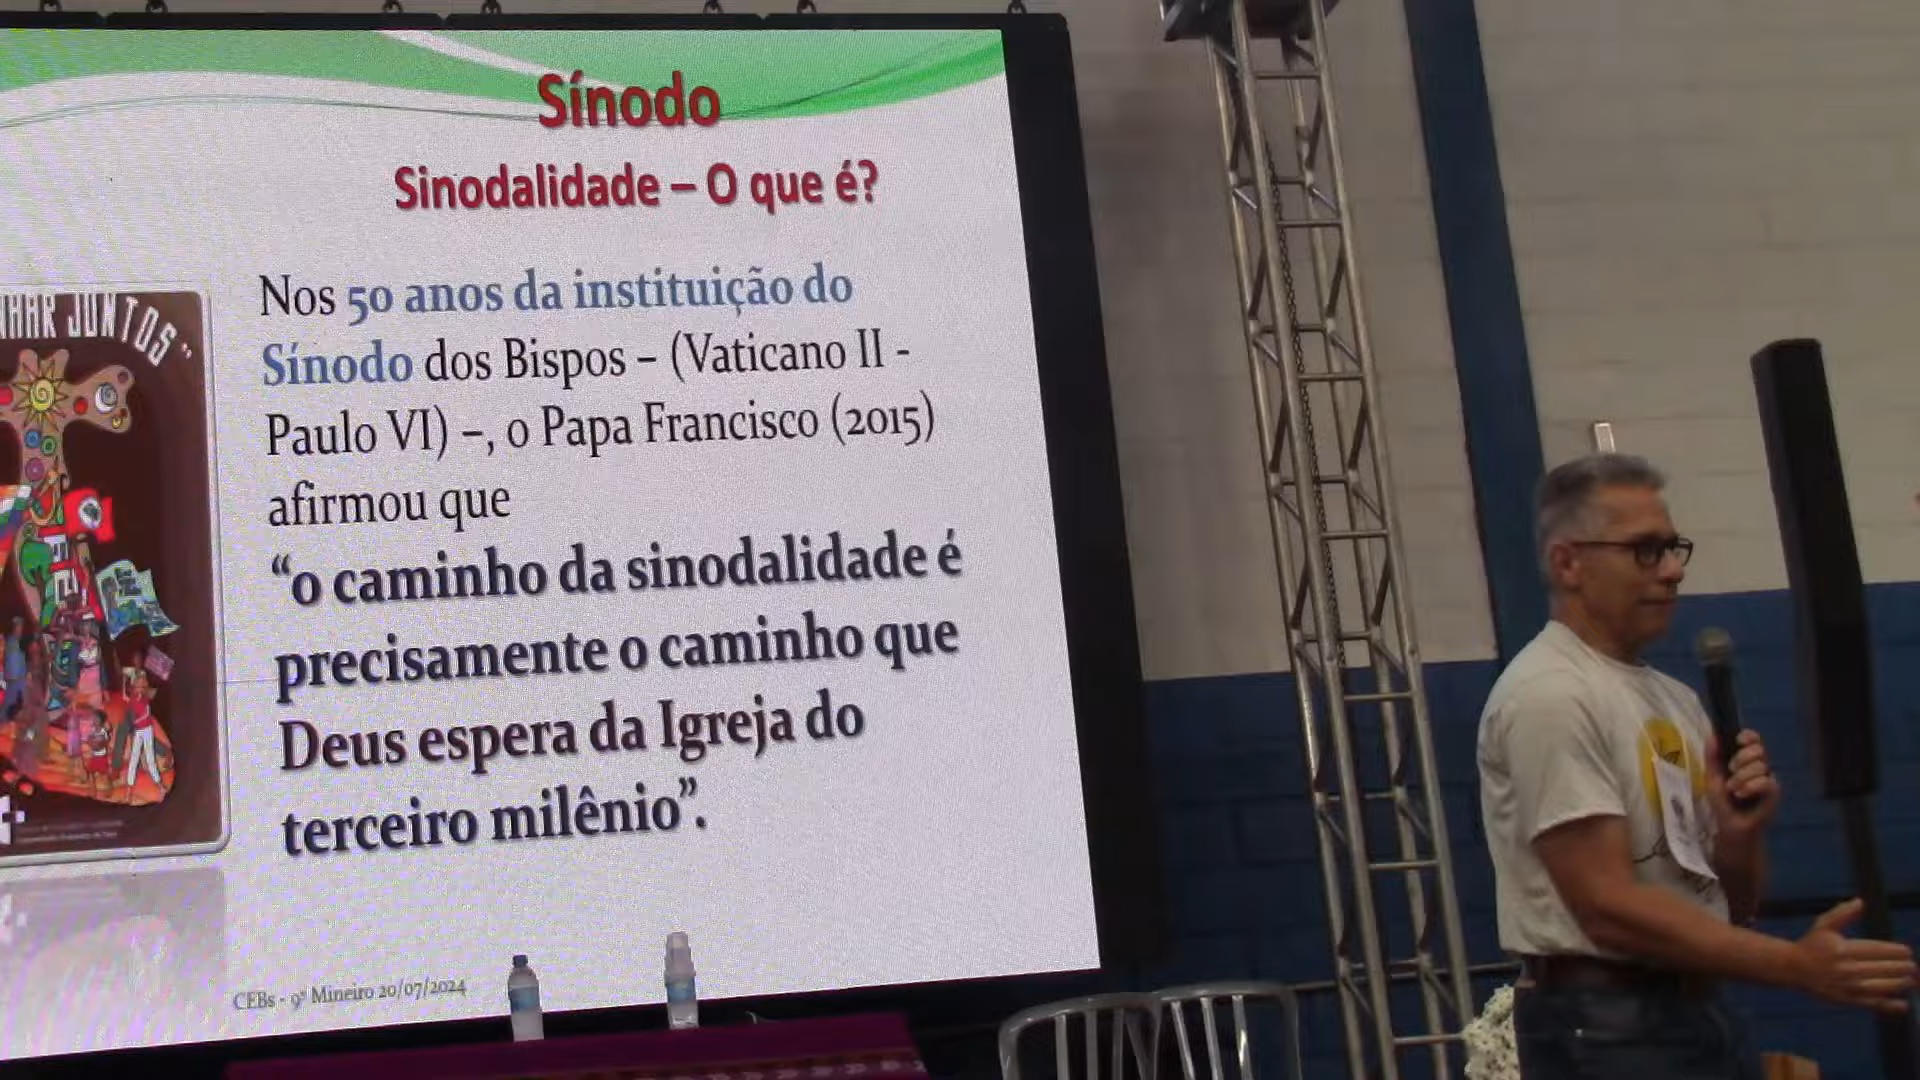 Sínodo
Sinodalidade – O que é?
JUNTOS"
Nos 50 anos da instituição do
Sínodo dos Bispos – (Vaticano II -
Paulo VI) –, o Papa Francisco (2015)
afirmou que
“o caminho da sinodalidade é
precisamente o caminho que
Deus espera da Igreja do
terceiro milênio”.
CEBs - 9º Mineiro 20/07/2024